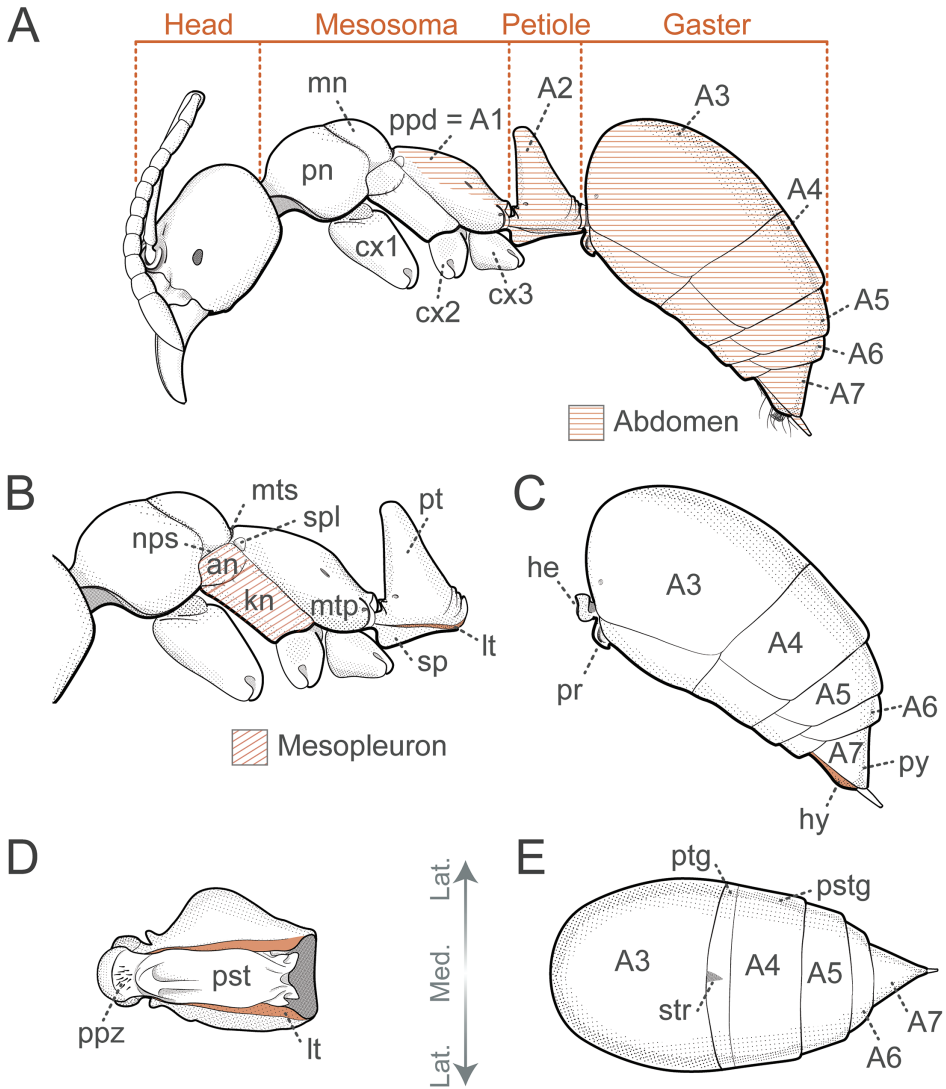 A
Head Mesosoma Petiole Gaster
mn
ppd = A1
A2
A3
pn
A4
cx1
cx2
cx3
A5
A6
A7
Abdomen
B
mts
spl
pt
nps
an
kn
mtp
sp
lt
Mesopleuron
C
he
A3
pr
A4
A5
A6
A7
py
hy
D
pst
ppz
lt
Lat.
Med.
Lat.
E
ptg
pstg
A3
A4
A5
str
A7
A6